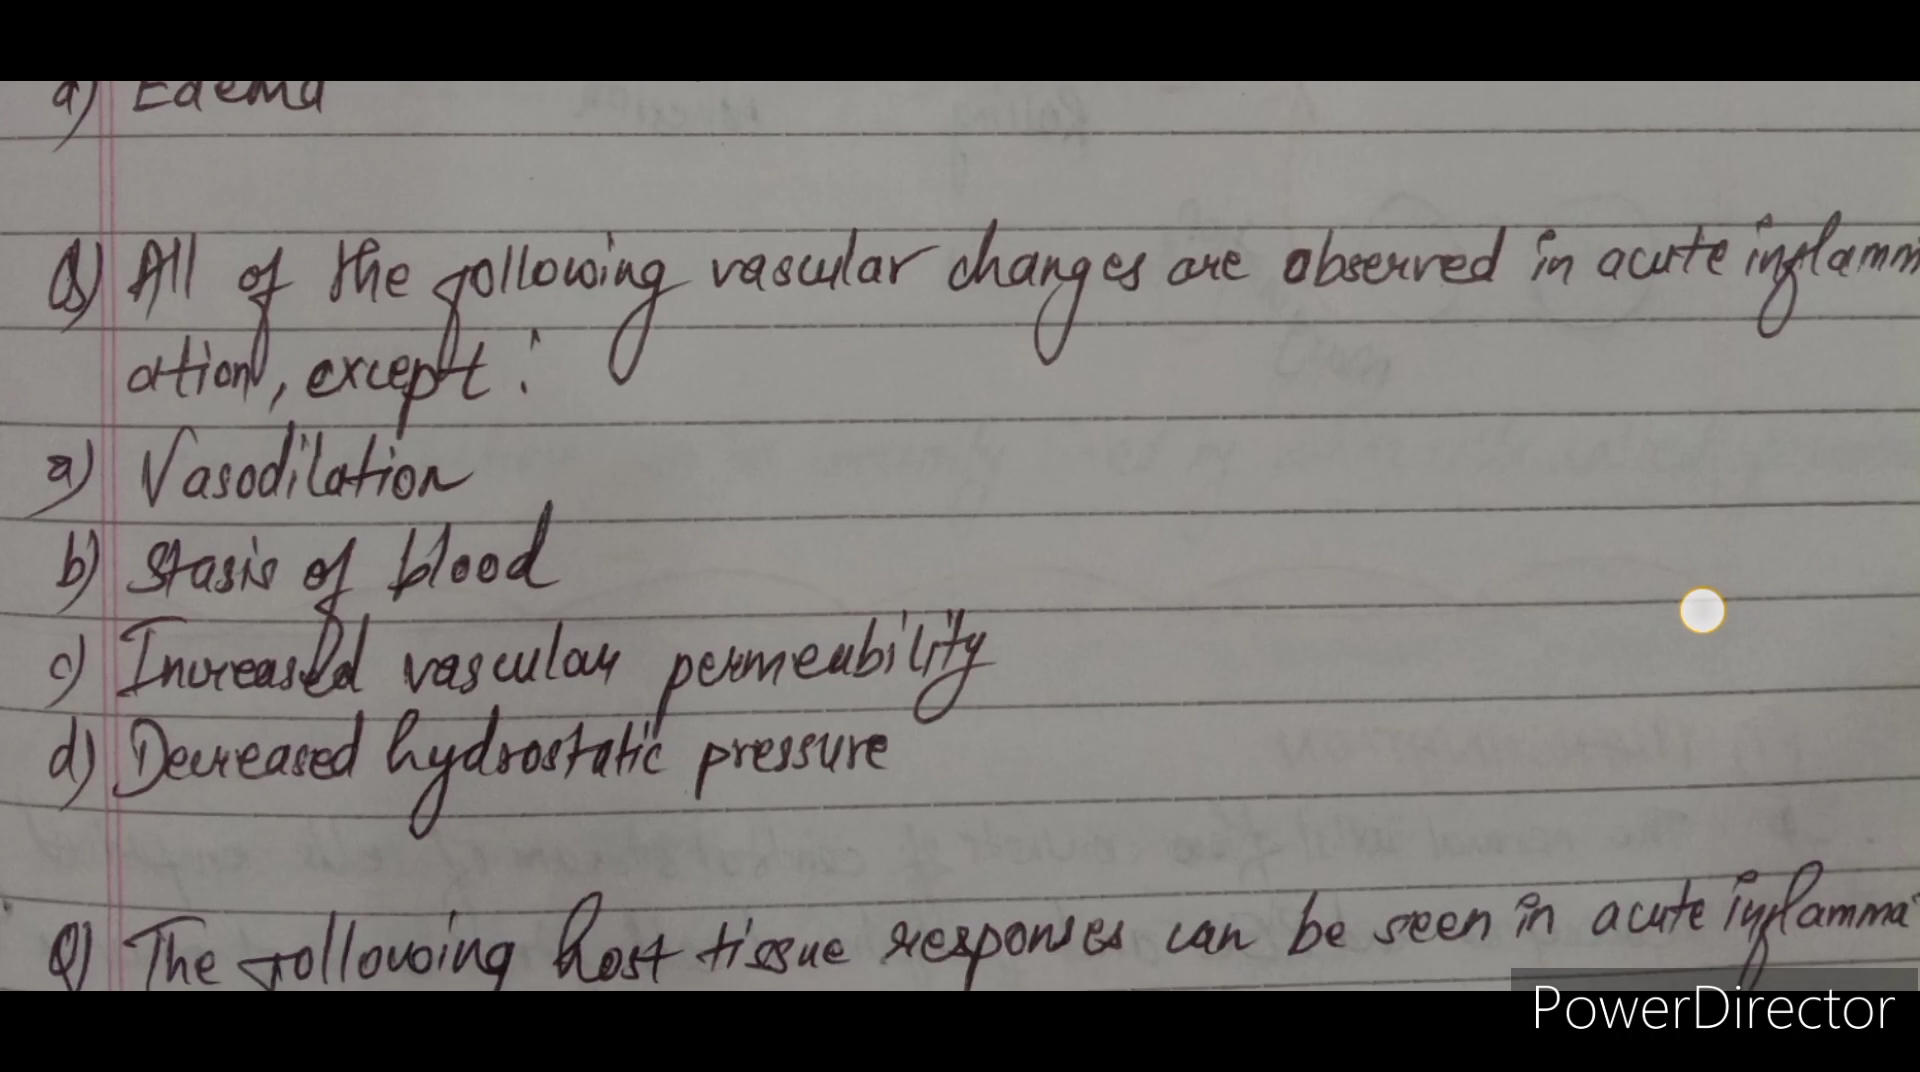 a) Edema
Q) All of the following vascular changes are observed in acute inflamm
ation, except:
a) Vasodilation
b) Stasis of blood
c) Increased vascular permeability
d) Decreased hydrostatic pressure
Q) The following host tissue responses can be seen in acute inflamma
PowerDirector